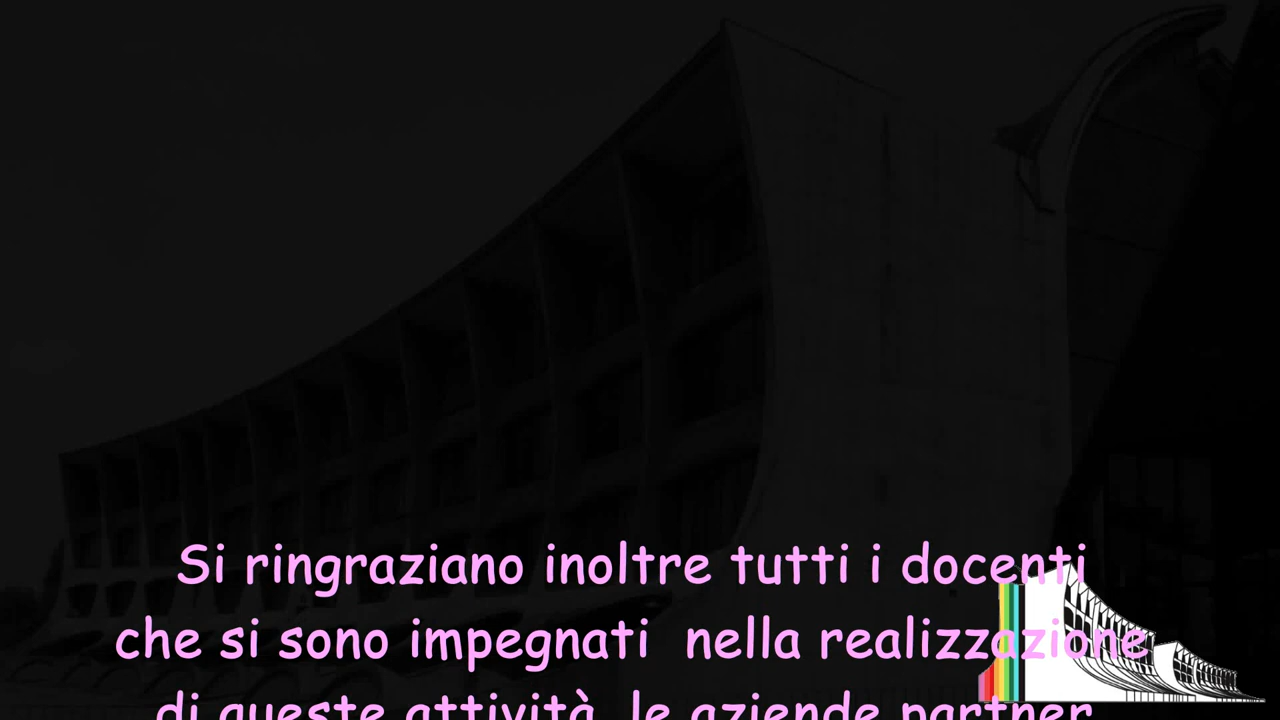 Si ringraziano inoltre tutti i docenti
che si sono impegnati  nella realizzazione
di queste attività, le aziende partner